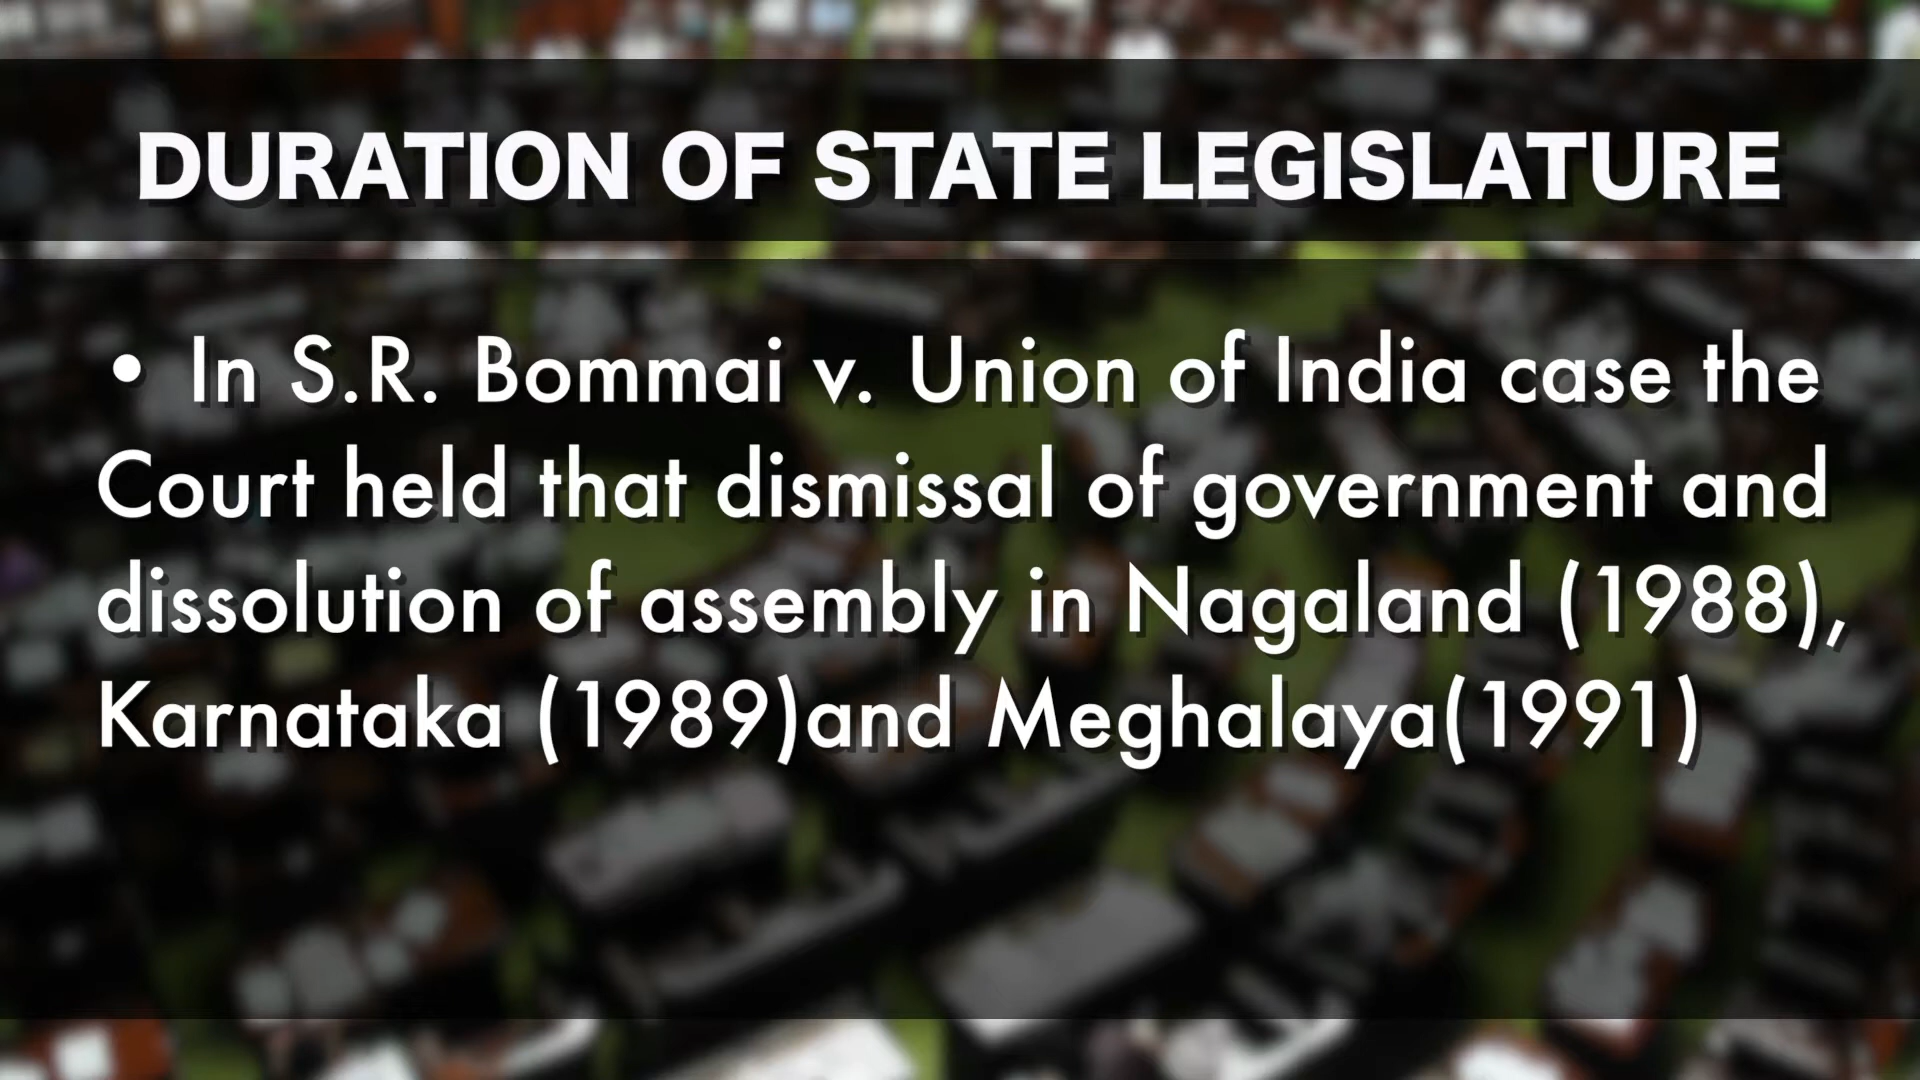 DURATION OF STATE LEGISLATURE
• In S.R. Bommai v. Union of India case the
Court held that dismissal of government and
dissolution of assembly in Nagaland (1988),
Karnataka (1989)and Meghalaya(1991)